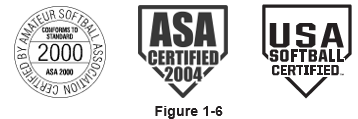 CERTIFIED BY AMATEUR SOFTBALL ASSOCIATION
CONFORMS TO
STANDARD
2000
ASA 2000
ASA
CERTIFIED
2004
USA
SOFTBALL
CERTIFIED™
Figure 1-6